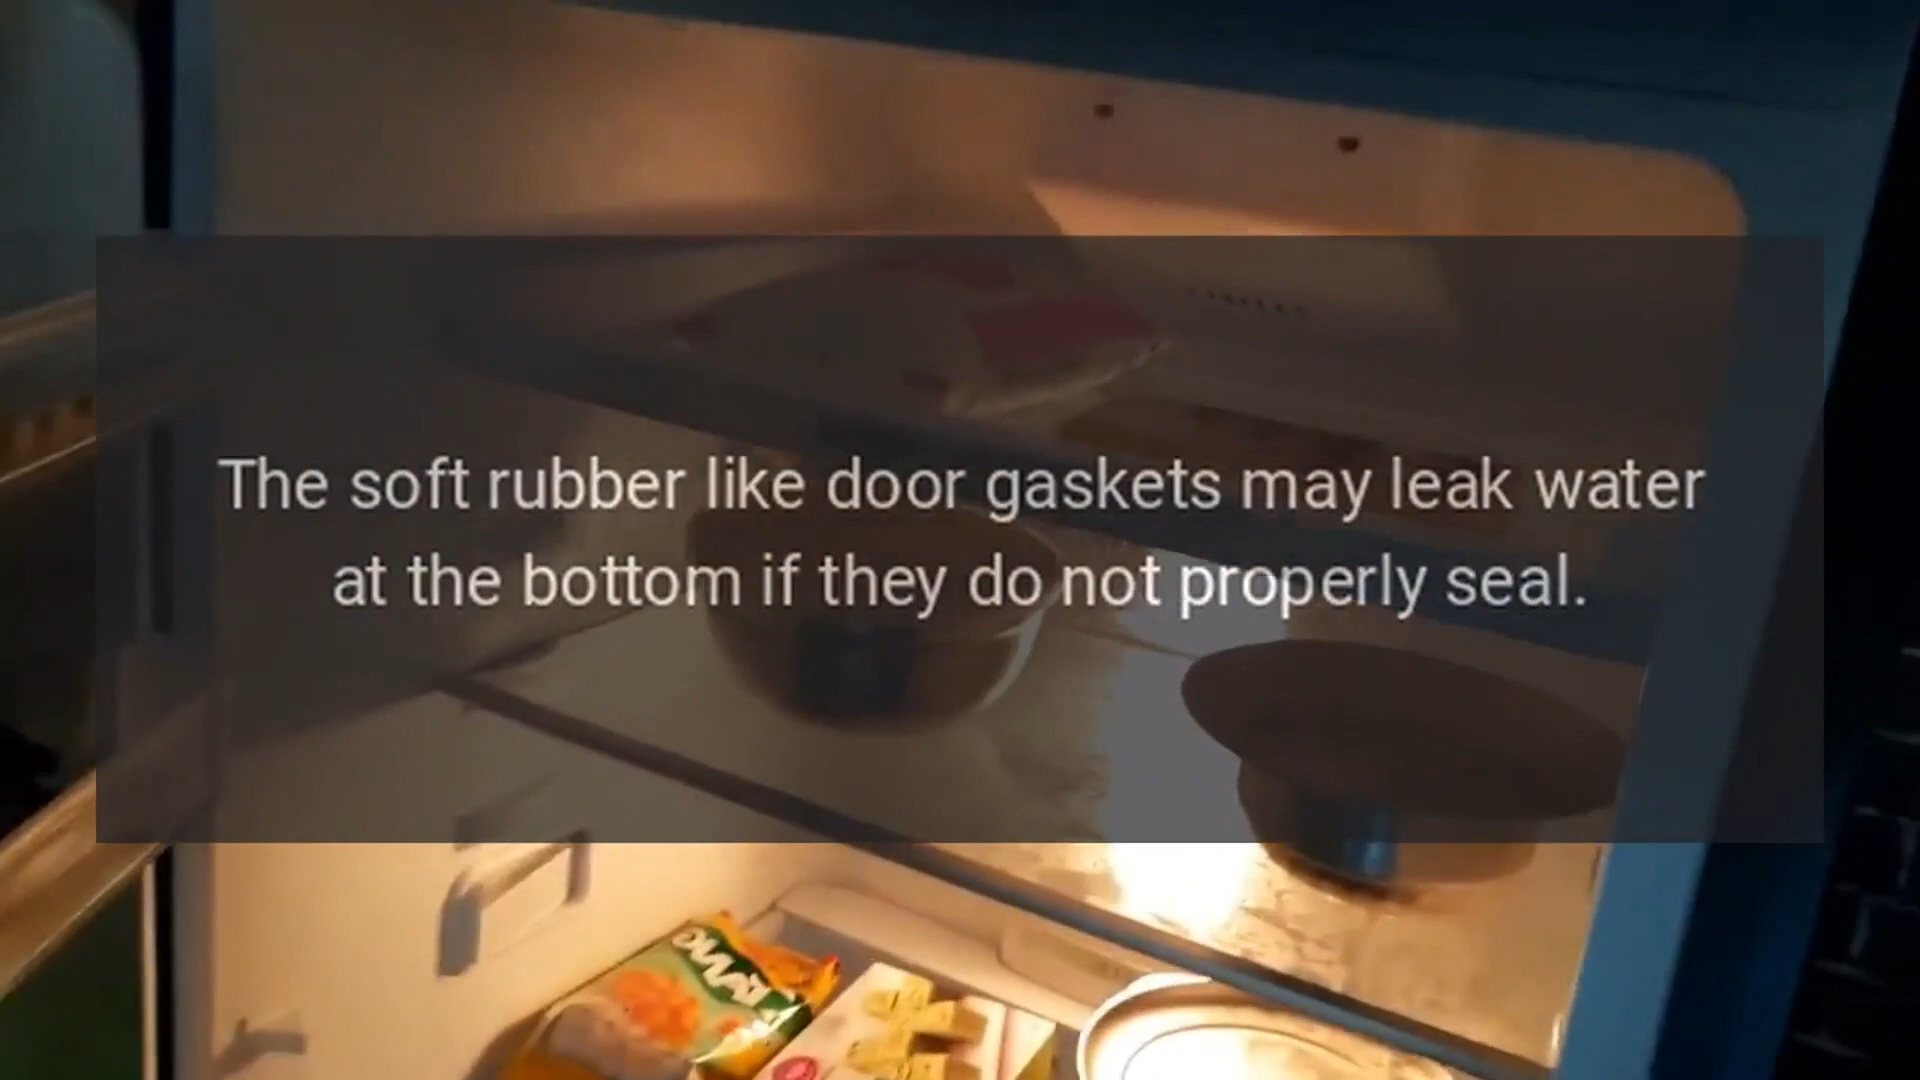 The soft rubber like door gaskets may leak water
at the bottom if they do not properly seal.